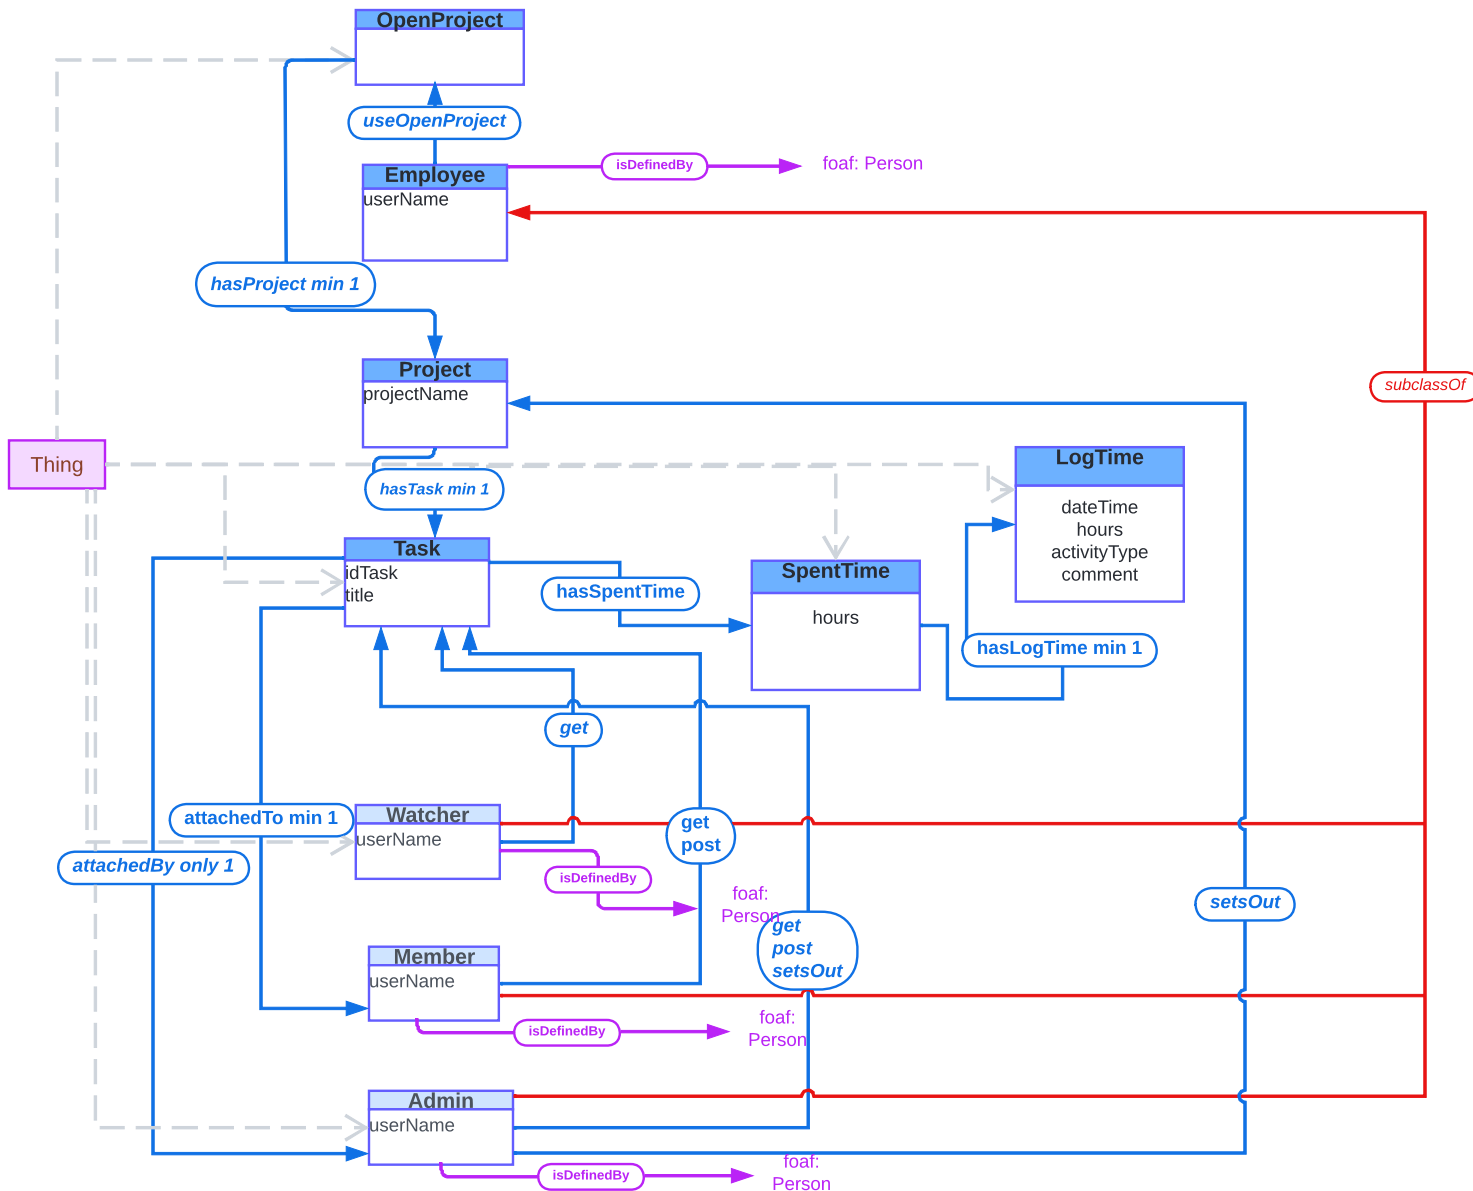 OpenProject
useOpenProject
isDefinedBy
foaf: Person
Employee
userName
hasProject min 1
Project
projectName
subclassOf
Thing
hasTask min 1
LogTime
dateTime
hours
activityType
comment
Task
idTask
title
hasSpentTime
SpentTime
hours
hasLogTime min 1
get
attachedTo min 1
Watcher
userName
get
post
attachedBy only 1
isDefinedBy
foaf:
Person
setsOut
get
post
setsOut
Member
userName
isDefinedBy
foaf:
Person
Admin
userName
isDefinedBy
foaf:
Person